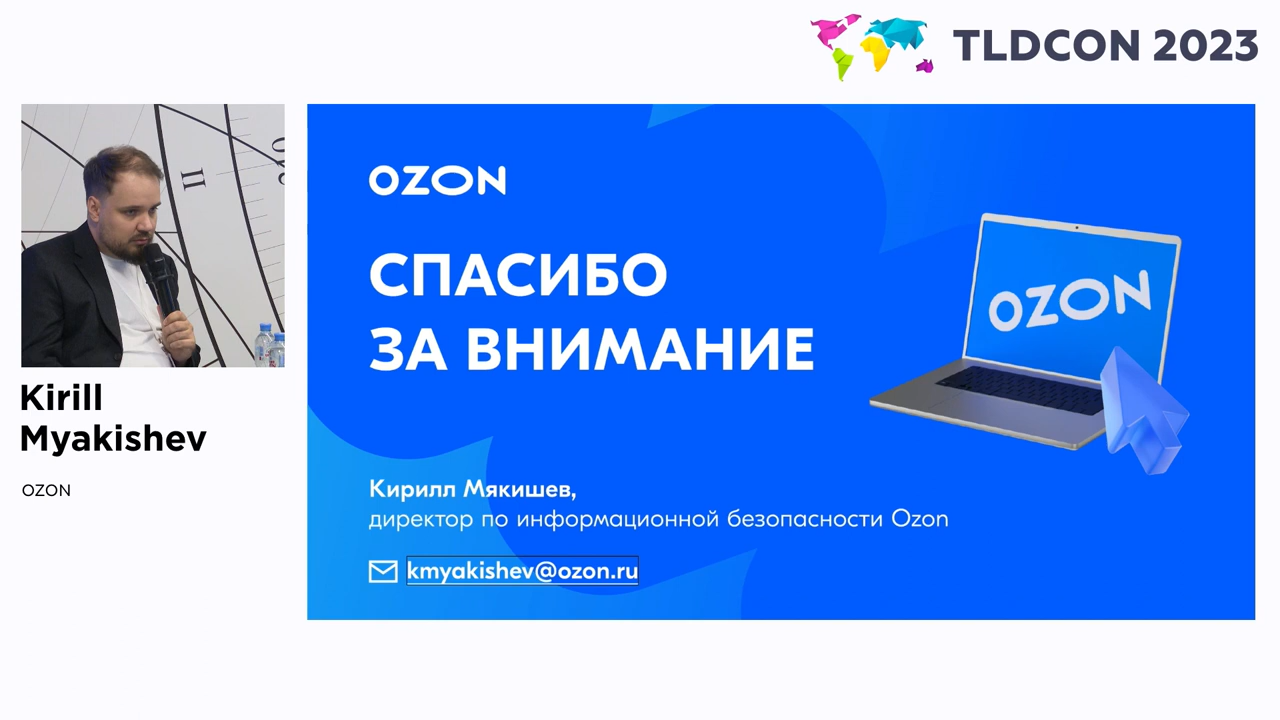 TLDCON 2023
Kirill
Myakishev
OZON
OZON
СПАСИБО
ЗА ВНИМАНИЕ
OZON
Кирилл Мякишев,
директор по информационной безопасности Ozon
kmyakishev@ozon.ru
II